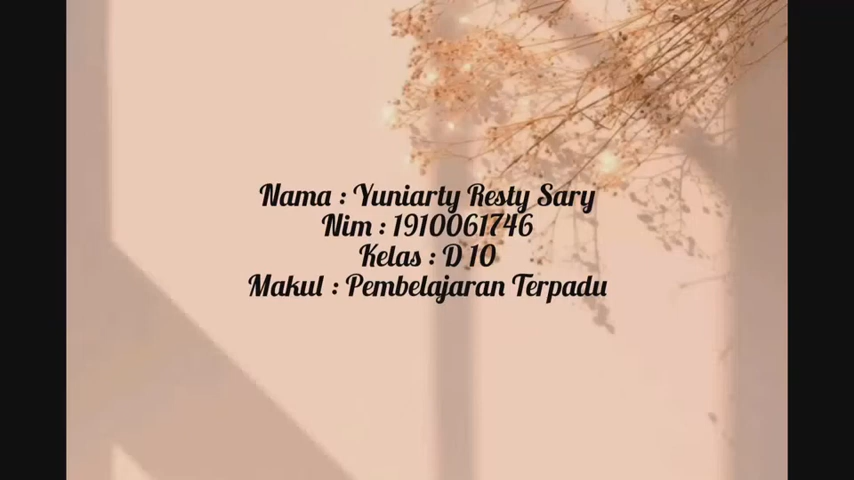 Nama : Yuniarty Resty Sary
Nim : 1910061746
Kelas : D 10
Makul : Pembelajaran Terpadu